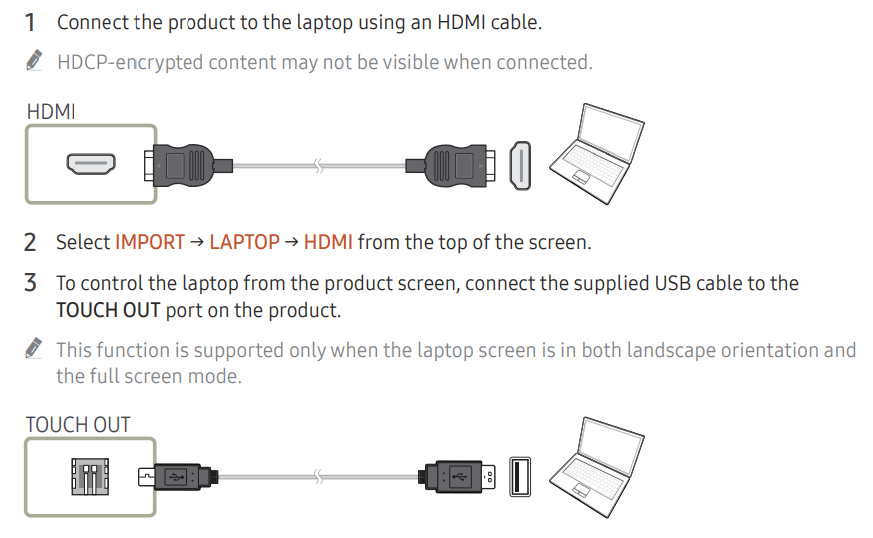 1 Connect the product to the laptop using an HDMI cable.
HDCP-encrypted content may not be visible when connected.
HDMI
2 Select IMPORT → LAPTOP → HDMI from the top of the screen.
3 To control the laptop from the product screen, connect the supplied USB cable to the
TOUCH OUT port on the product.
This function is supported only when the laptop screen is in both landscape orientation and
the full screen mode.
TOUCH OUT